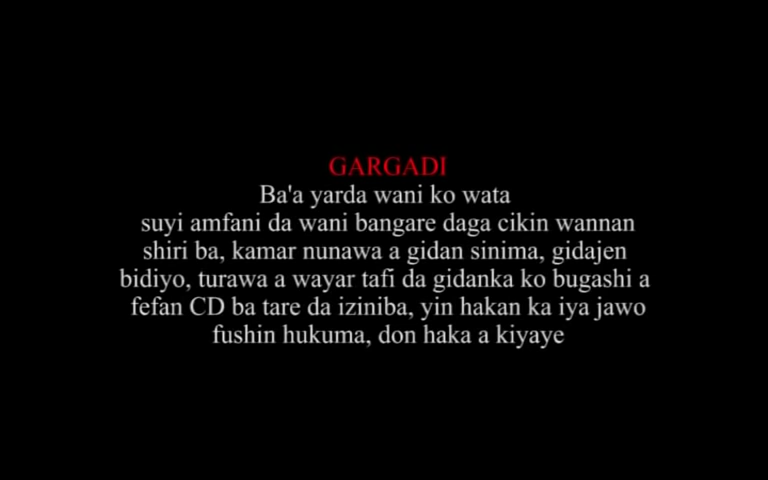 GARGADI
Ba'a yarda wani ko wata
suyi amfani da wani bangare daga cikin wannan
shiri ba, kamar nunawa a gidan sinima, gidajen
bidiyo, turawa a wayar tafi da gidanka ko bugashi a
fefan CD ba tare da iziniba, yin hakan ka iya jawo
fushin hukuma, don haka a kiyaye